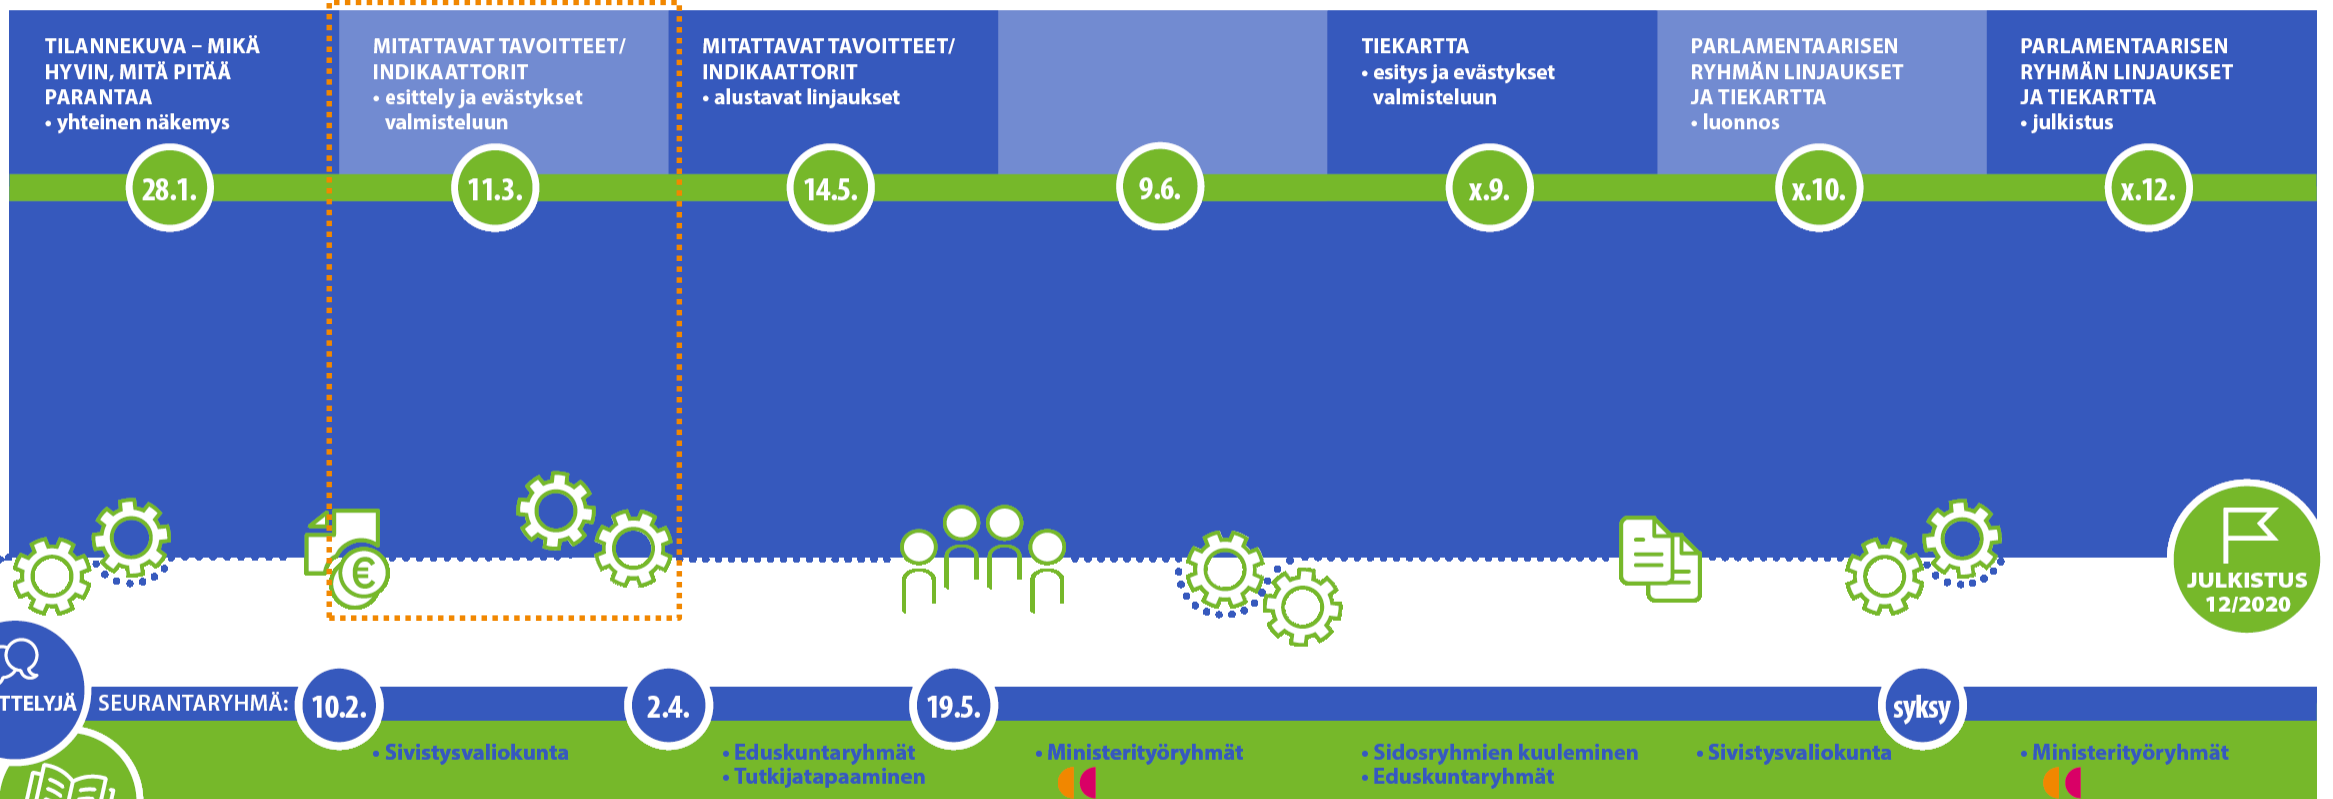 TILANNEKUVA – MIKÄ
HYVIN, MITÄ PITÄÄ
PARANTAA
• yhteinen näkemys
MITATTAVAT TAVOITTEET/
INDIKAATTORIT
• esittely ja evästykset
valmisteluun
MITATTAVAT TAVOITTEET/
INDIKAATTORIT
• alustavat linjaukset
TIEKARTTA
• esitys ja evästykset
valmisteluun
PARLAMENTAARISEN
RYHMÄN LINJAUKSET
JA TIEKARTTA
• luonnos
PARLAMENTAARISEN
RYHMÄN LINJAUKSET
JA TIEKARTTA
• julkistus
28.1.
11.3.
14.5.
9.6.
x.9.
x.10.
x.12.
€
JULKISTUS
12/2020
TTELYJÄ
SEURANTARYHMÄ:
10.2.
2.4.
19.5.
syksy
• Sivistysvaliokunta
• Eduskuntaryhmät
• Tutkijatapaaminen
• Ministerityöryhmät
• Sidosryhmien kuuleminen
• Eduskuntaryhmät
• Sivistysvaliokunta
• Ministerityöryhmät